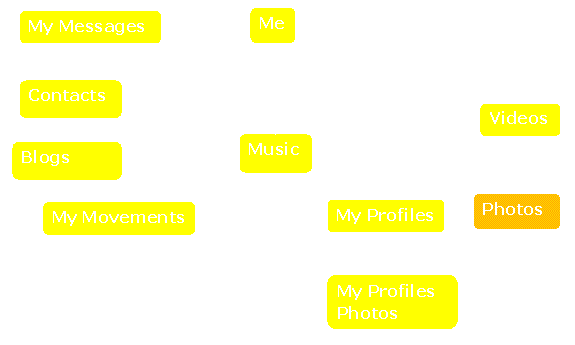 My Messages
Me
Contacts
Videos
Blogs
Music
My Movements
My Profiles
Photos
My Profiles
Photos